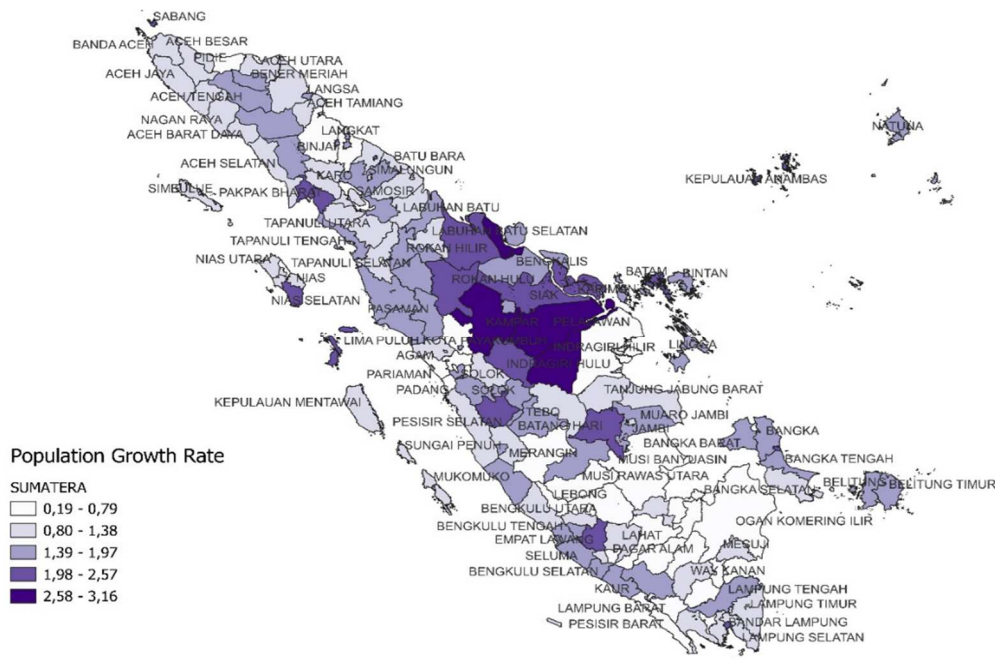 SABANG
BANDA ACEH
ACEH BESAR
PIDIE
ACEH UTARA
ACEH JAYA
BENER MERIAH
LANGSA
ACEH TENGAH
ACEH TAMIANG
NAGAN RAYA
ACEH BARAT DAYA
LANGKAT
BINJAI
ACEH SELATAN
BATU BARA
KARO
SIMALUNGUN
KEPULAUAN ANAMBAS
NATUNA
SIMEULUE
PAKPAK BHARAT
SAMOSIR
LABUHAN BATU
TAPANULI UTARA
LABUHAN BATU SELATAN
TAPANULI TENGAH
ROKAN HILIR
NIAS UTARA
TAPANULI SELATAN
BENGKALIS
NIAS
ROKAN HULU
BATAM
BINTAN
NIAS SELATAN
SIAK
KARIMUN
PASAMAN
KAMPAR
PELALAWAN
LIMA PULUH KOTA
PAYAKUMBUH
INDRAGIRI HILIR
LINGGA
AGAM
INDRAGIRI HULU
PARIAMAN
SOLOK
PADANG
SOLOK
TANJUNG JABUNG BARAT
KEPULAUAN MENTAWAI
TEBO
MUARO JAMBI
PESISIR SELATAN
BATANG HARI
JAMBI
BANGKA
SUNGAI PENUH
BANGKA BARAT
MERANGIN
MUSI BANYUASIN
BANGKA TENGAH
Population Growth Rate
MUKOMUKO
MUSI RAWAS UTARA
BELITUNG
BELITUNG TIMUR
SUMATERA
LEBONG
BANGKA SELATAN
0,19 - 0,79
BENGKULU UTARA
OGAN KOMERING ILIR
0,80 - 1,38
BENGKULU TENGAH
EMPAT LAWANG
LAHAT
1,39 - 1,97
SELUMA
PAGAR ALAM
MESUJI
1,98 - 2,57
BENGKULU SELATAN
WAY KANAN
2,58 - 3,16
KAUR
LAMPUNG TENGAH
LAMPUNG BARAT
LAMPUNG TIMUR
PESISIR BARAT
BANDAR LAMPUNG
LAMPUNG SELATAN